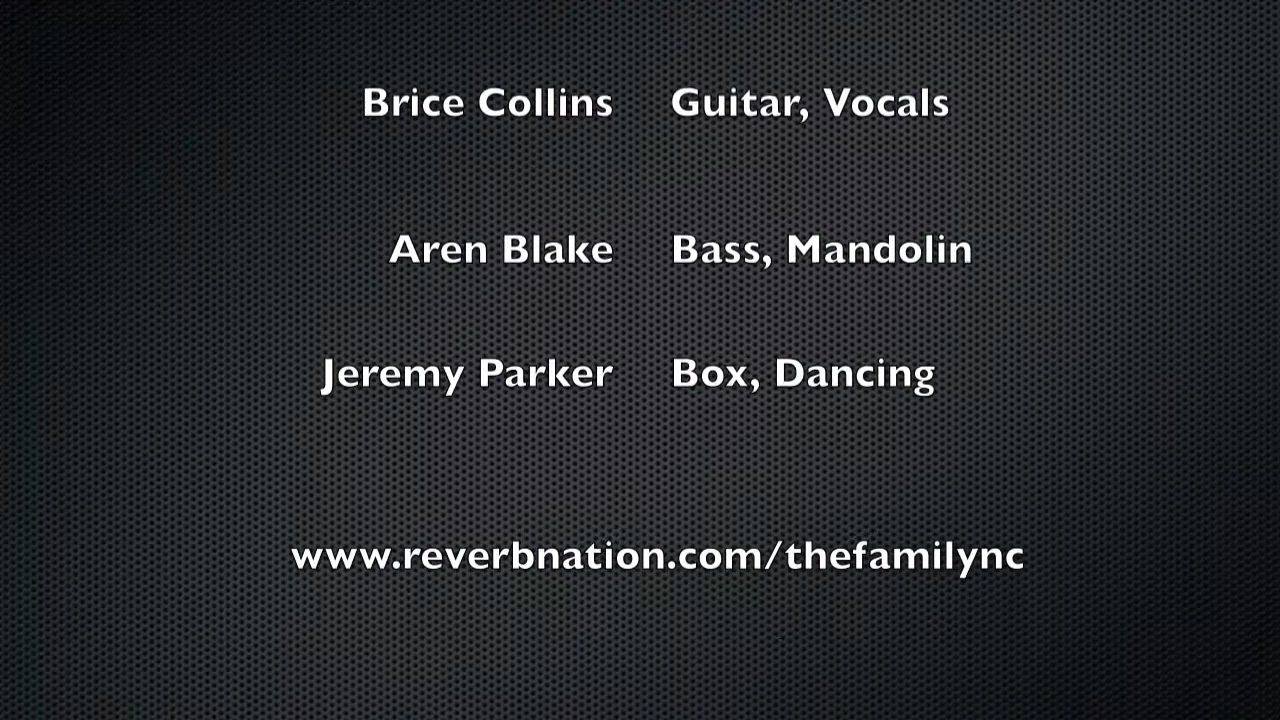 Brice Collins Guitar, Vocals
Aren Blake Bass, Mandolin
Jeremy Parker Box, Dancing
www.reverbnation.com/thefamilync